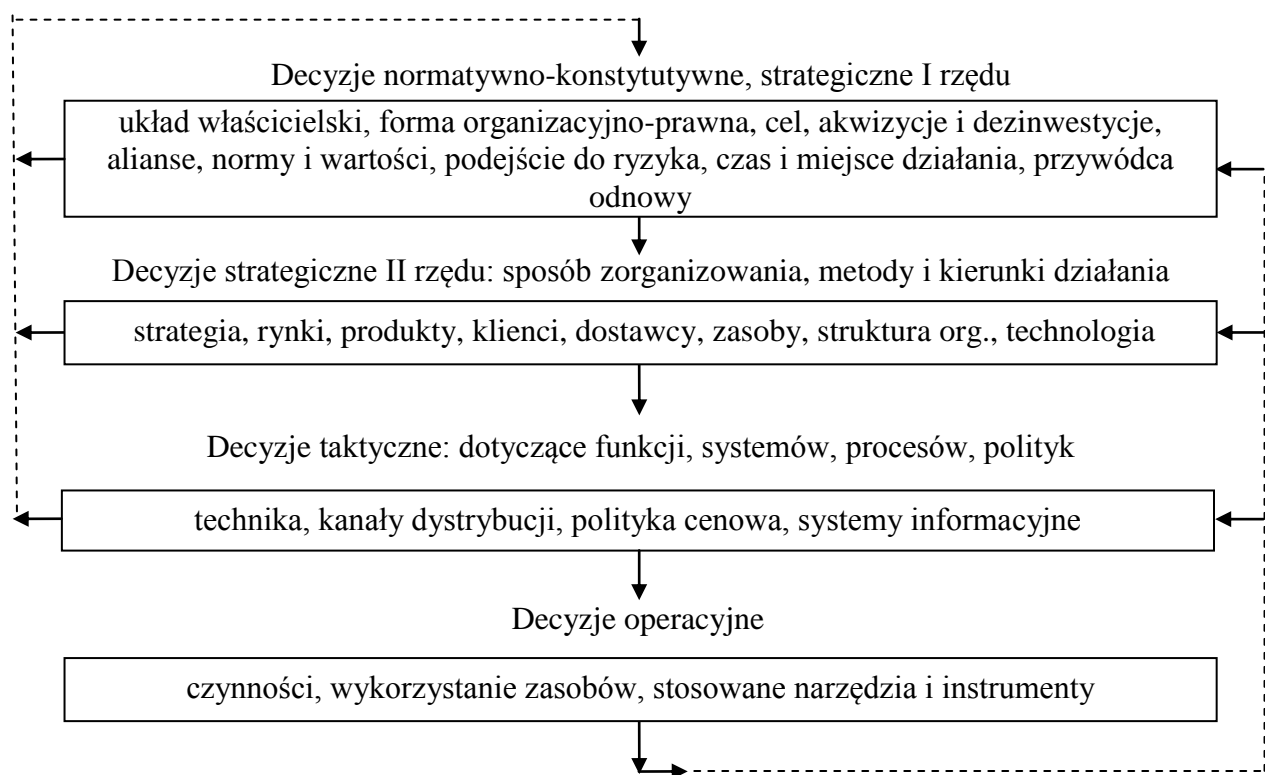 Decyzje normatywno-konstytutywne, strategiczne I rzędu
układ właścicielski, forma organizacyjno-prawna, cel, akwizycje i dezinwestycje,
alianse, normy i wartości, podejście do ryzyka, czas i miejsce działania, przywódca
odnowy
Decyzje strategiczne II rzędu: sposób zorganizowania, metody i kierunki działania
strategia, rynki, produkty, klienci, dostawcy, zasoby, struktura org., technologia
Decyzje taktyczne: dotyczące funkcji, systemów, procesów, polityk
technika, kanały dystrybucji, polityka cenowa, systemy informacyjne
Decyzje operacyjne
czynności, wykorzystanie zasobów, stosowane narzędzia i instrumenty